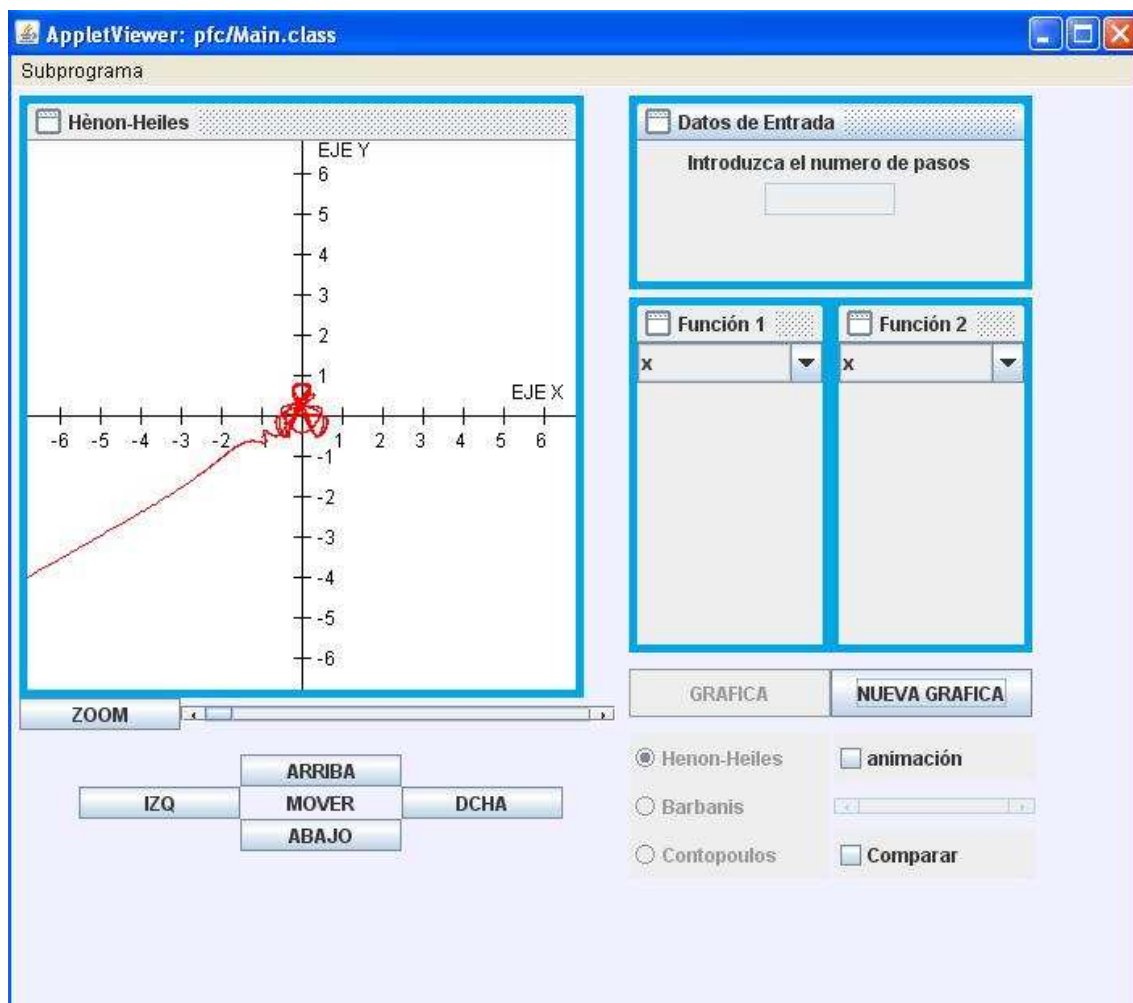 AppletViewer: pfc/Main.class
Subprograma
Hènon-Heiles
EJE Y
6
5
4
3
2
1
EJE X
-6 -5 -4 -3 -2 1 2 3 4 5 6
-1
-2
-3
-4
-5
-6
ZOOM
ARRIBA
IZQ MOVER DCHA
ABAJO
Datos de Entrada
Introduzca el numero de pasos
Función 1 Función 2
x x
GRAFICA NUEVA GRAFICA
Henon-Heiles animación
Barbanis
Contopoulos Comparar